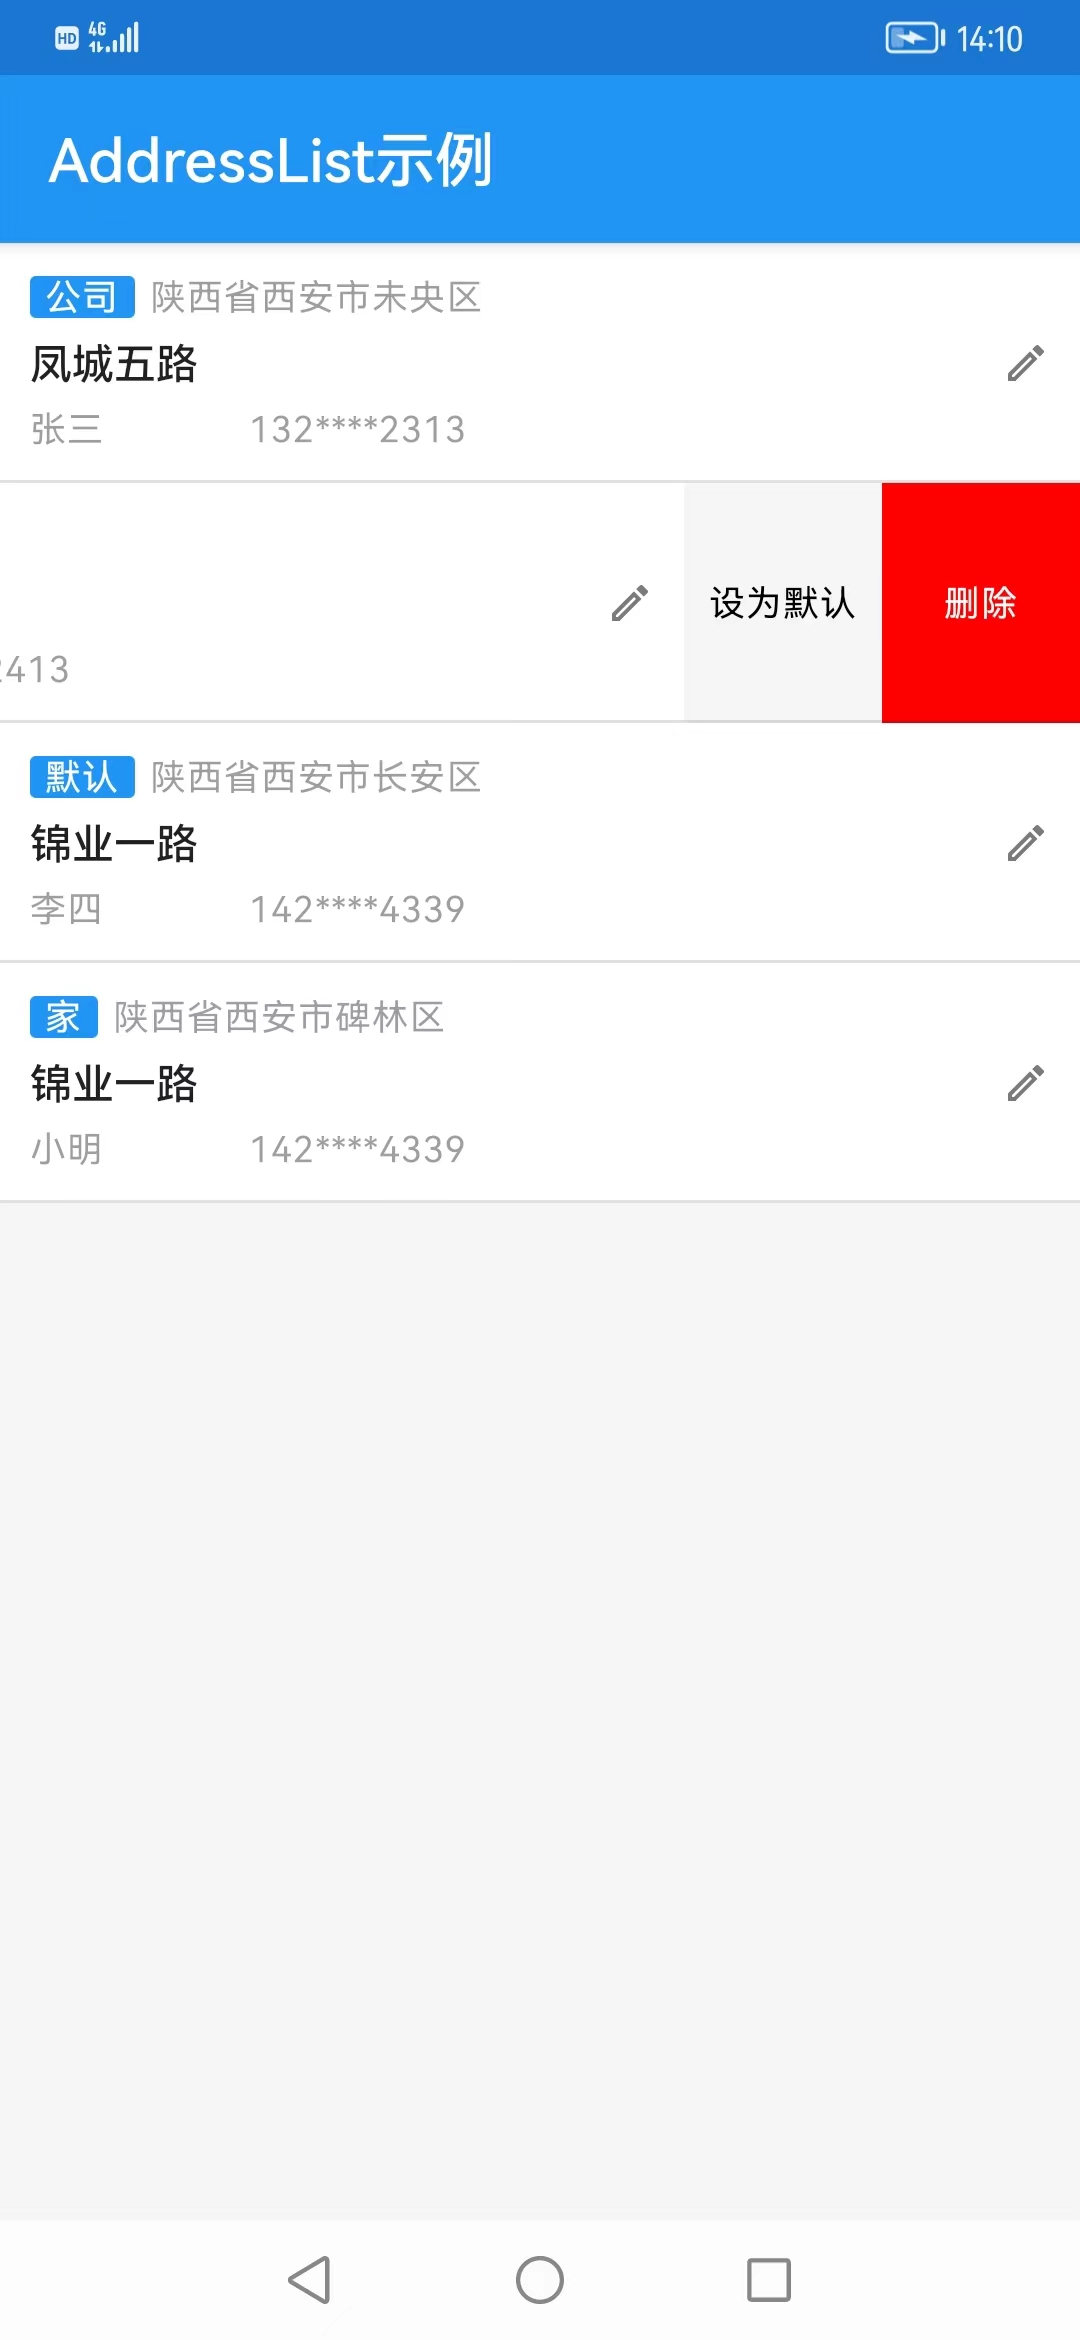 HD 4G 14:10
AddressList示例
公司 陕西省西安市未央区
凤城五路
张三 132****2313
设为默认 删除
2413
默认 陕西省西安市长安区
锦业一路
李四 142****4339
家 陕西省西安市碑林区
锦业一路
小明 142****4339